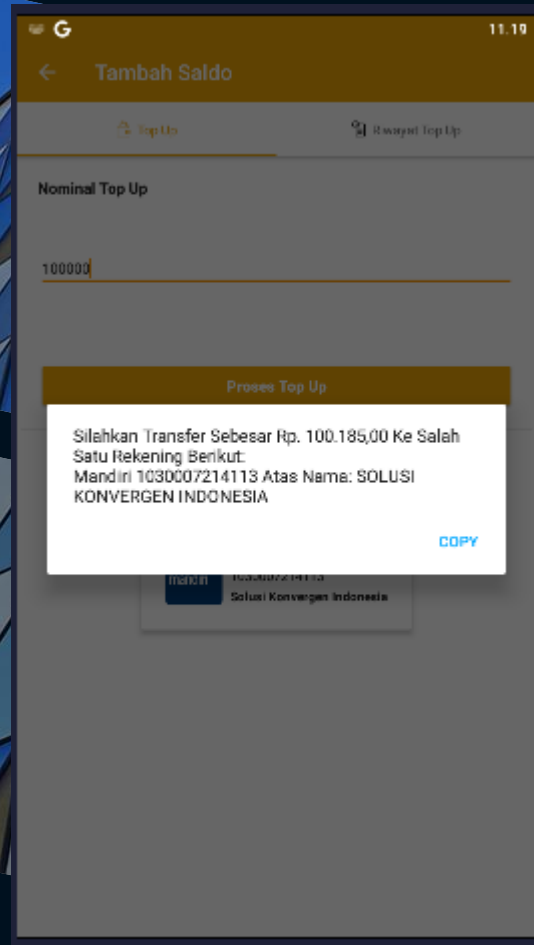 11.19
Tambah Saldo
Top Up
Riwayat Top Up
Nominal Top Up
100000
Proses Top Up
Silahkan Transfer Sebesar Rp. 100.185,00 Ke Salah
Satu Rekening Berikut:
Mandiri 1030007214113 Atas Nama: SOLUSI
KONVERGEN INDONESIA
COPY
mandiri
1030007214113
Solusi Konvergen Indonesia